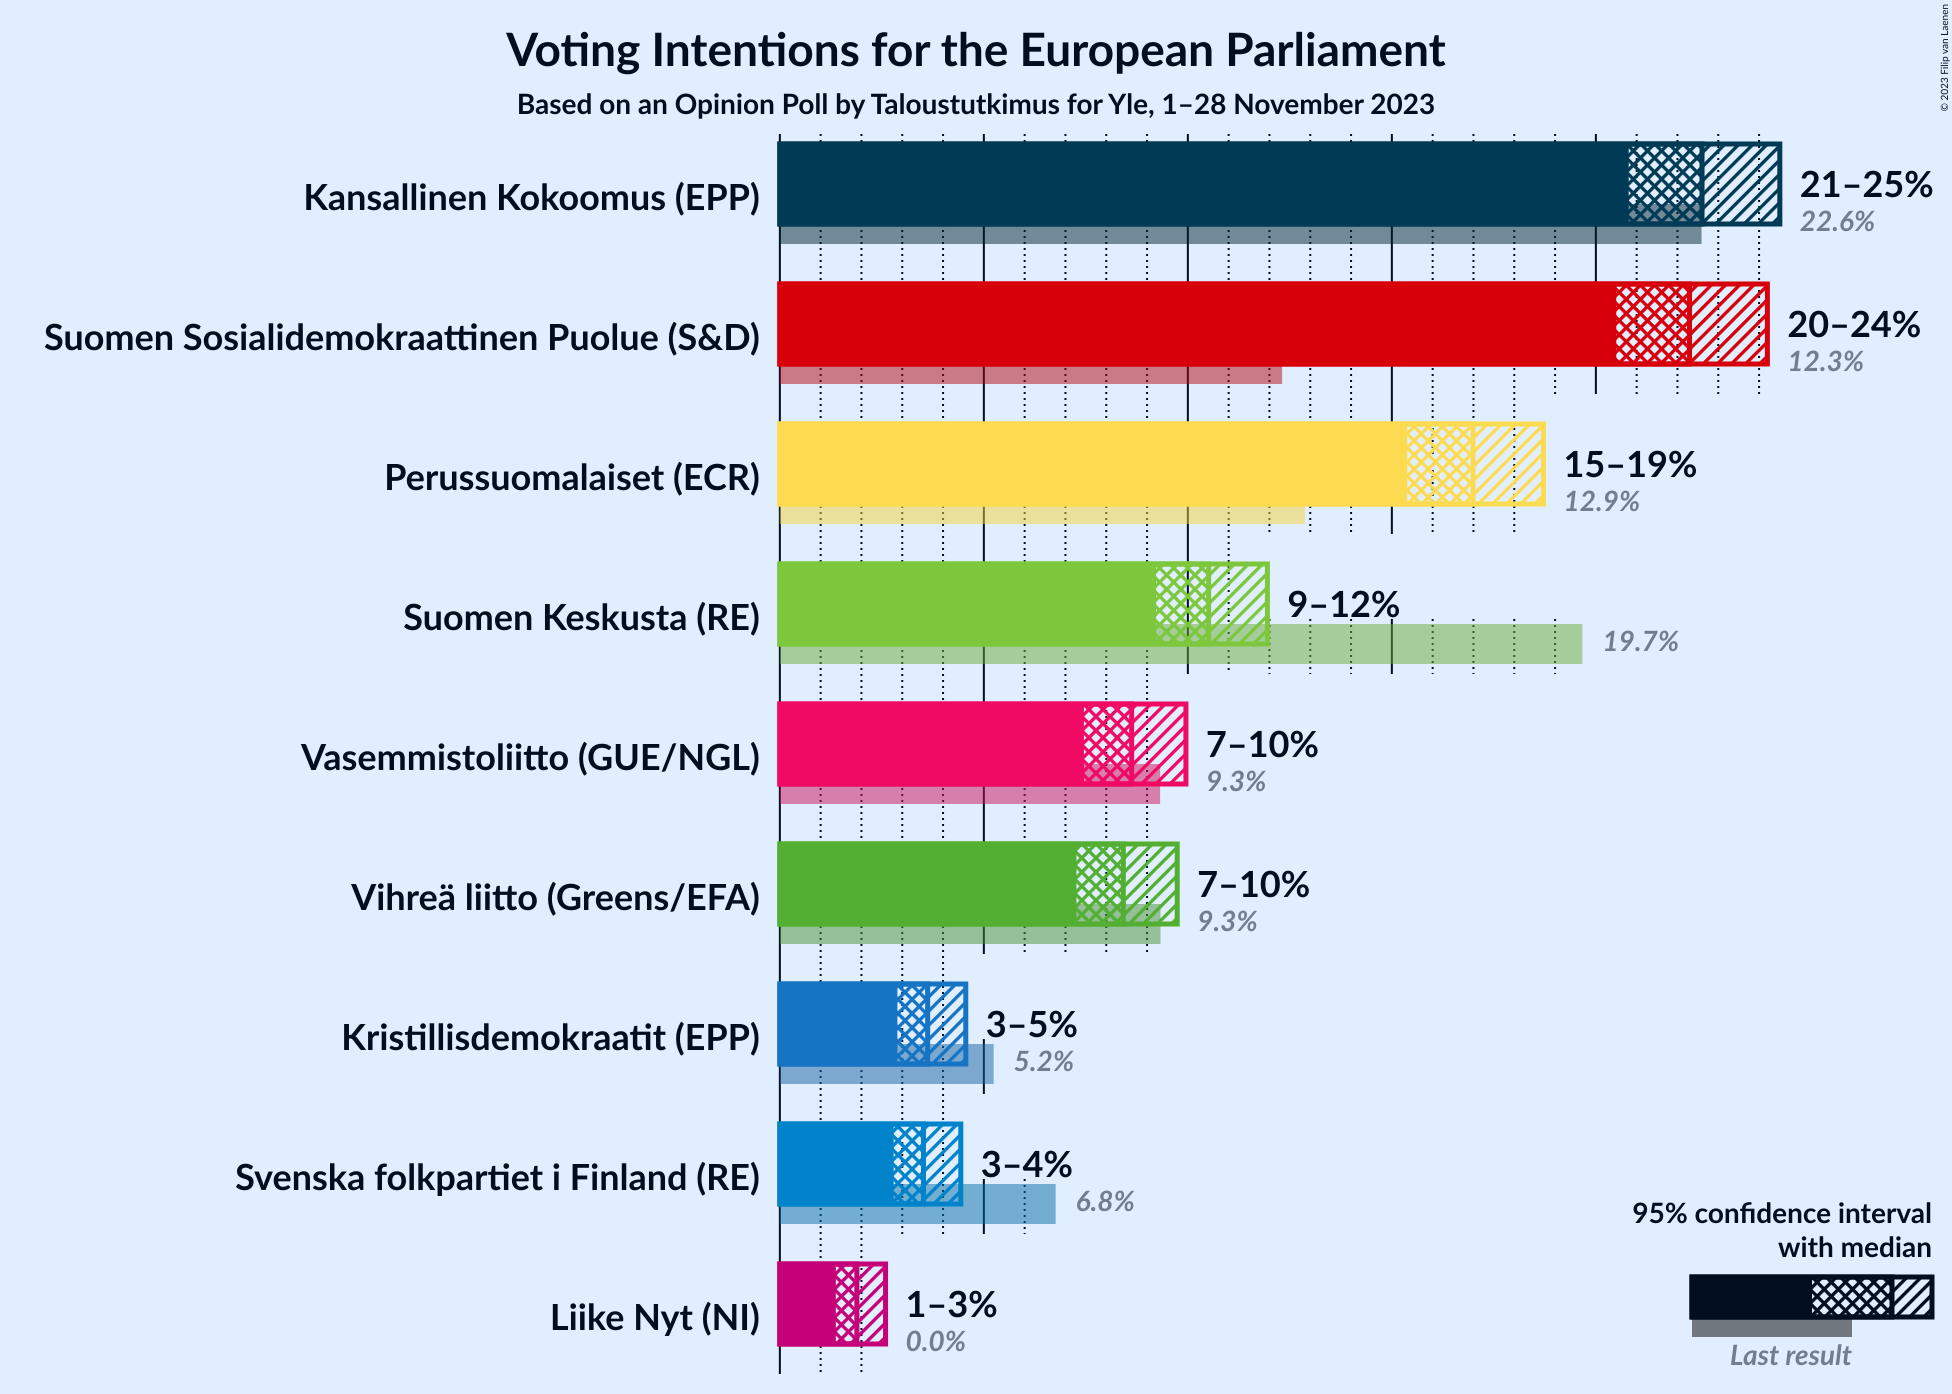 Voting Intentions for the European Parliament
Based on an Opinion Poll by Taloustutkimus for Yle, 1–28 November 2023
© 2023 Filip van Laenen
Kansallinen Kokoomus (EPP)
21–25%
22.6%
Suomen Sosialidemokraattinen Puolue (S&D)
20–24%
12.3%
Perussuomalaiset (ECR)
15–19%
12.9%
Suomen Keskusta (RE)
9–12%
19.7%
Vasemmistoliitto (GUE/NGL)
7–10%
9.3%
Vihreä liitto (Greens/EFA)
7–10%
9.3%
Kristillisdemokraatit (EPP)
3–5%
5.2%
Svenska folkpartiet i Finland (RE)
3–4%
6.8%
Liike Nyt (NI)
1–3%
0.0%
95% confidence interval
with median
Last result